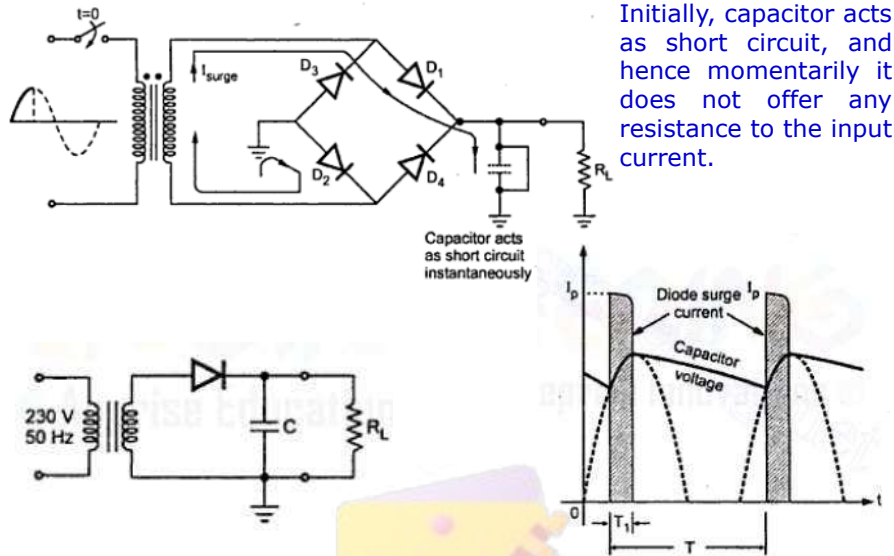 Initially, capacitor acts
as short circuit, and
hence momentarily it
does not offer any
resistance to the input
current.
t=0
I surge
D3
D1
D2
D4
RL
Capacitor acts
as short circuit
instantaneously
230 V
50 Hz
C
RL
Ip
Diode surge
current
Ip
Capacitor
voltage
0
T1
t
T